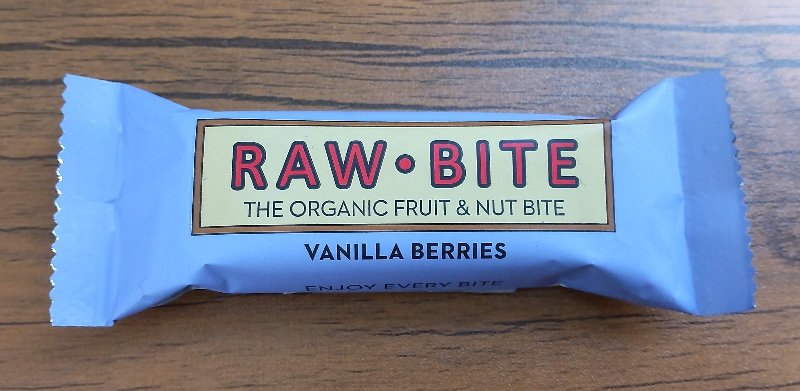 RAW•BITE
THE ORGANIC FRUIT & NUT BITE
VANILLA BERRIES
ENJOY EVERY BITE